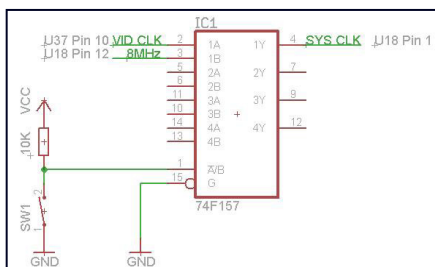 IC1
U37 Pin 10 VID CLK 2 1A 1Y 4 SYS CLK U18 Pin 1
U18 Pin 12 8MHz 3 1B
5 2A 2Y 7
6 2B
11 3A 3Y 9
10 3B
14 4A 4Y 12
13 4B
VCC
10K
1 A/B
15 G
74F157
SW1
2
1
GND GND